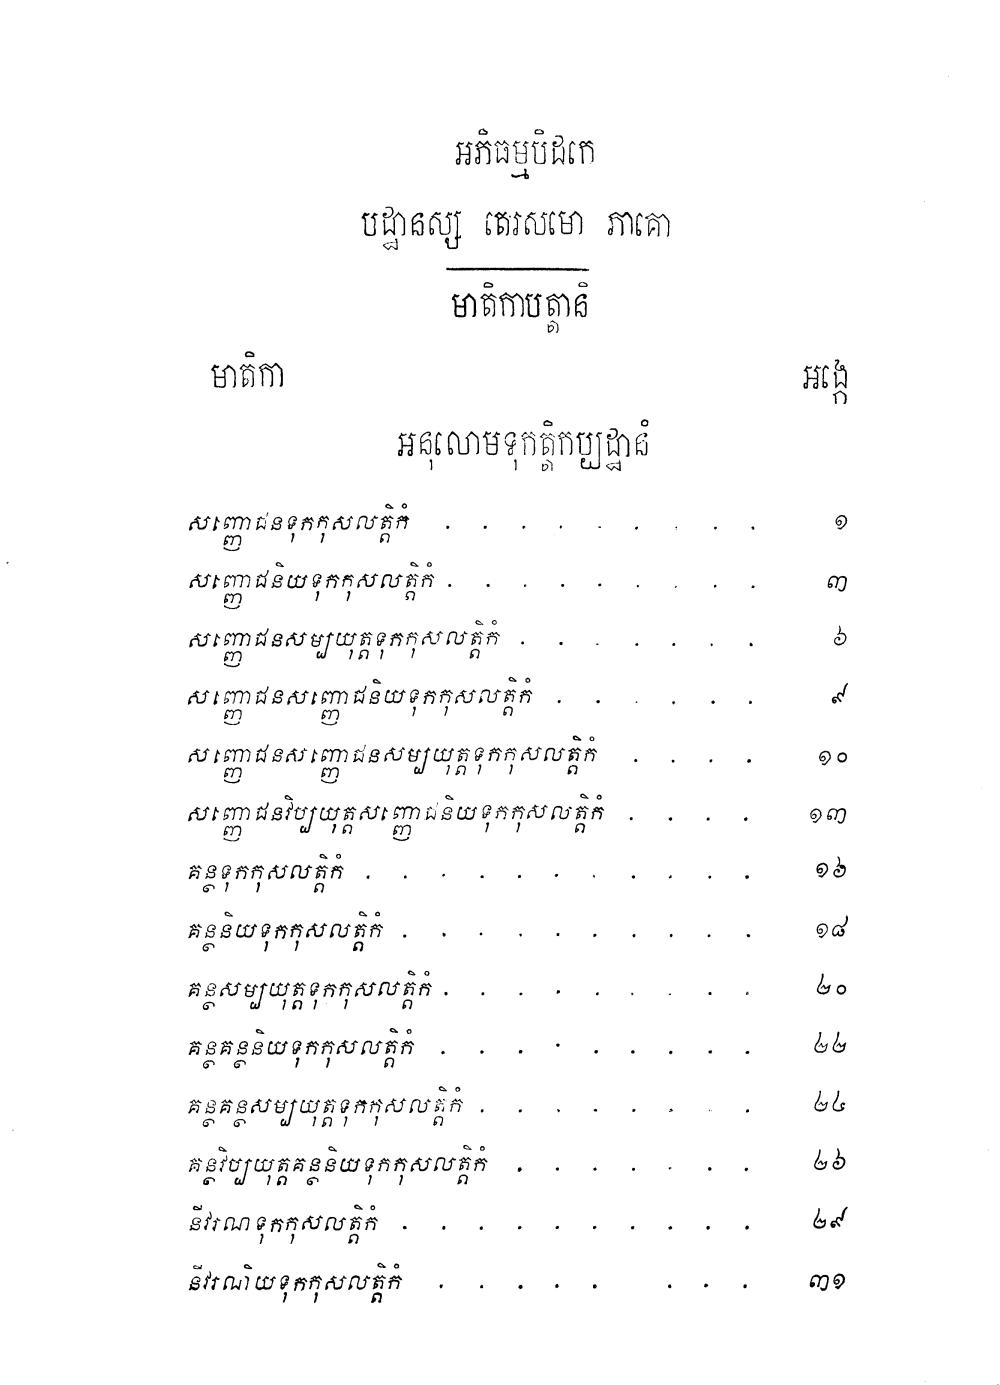 អភិធម្មបិដកេ
បដ្ឋានស្ស តេរសមោ ភាគោ
មាតិកាបត្តានិ
មាតិកា អង្កេ
អនុលោមទុកត្តិកប្បដ្ឋានំ
សញ្ញោជនទុកកុសលត្តិកំ . . . . . . . . . ១
សញ្ញោជនិយទុកកុសលត្តិកំ . . . . . . . . . ៣
សញ្ញោជនសម្បយុត្តទុកកុសលត្តិកំ . . . . . . . ៦
សញ្ញោជនសញ្ញោជនិយទុកកុសលត្តិកំ . . . . . . ៩
សញ្ញោជនសញ្ញោជនសម្បយុត្តទុកកុសលត្តិកំ . . . . ១០
សញ្ញោជនវិប្បយុត្តសញ្ញោជនិយទុកកុសលត្តិកំ . . . . ១៣
គន្ថទុកកុសលត្តិកំ . . . . . . . . . . . ១៦
គន្ថនិយទុកកុសលត្តិកំ . . . . . . . . . . ១៨
គន្ថសម្បយុត្តទុកកុសលត្តិកំ . . . . . . . . . ២០
គន្ថគន្ថនិយទុកកុសលត្តិកំ . . . . . . . . . ២២
គន្ថគន្ថសម្បយុត្តទុកកុសលត្តិកំ . . . . . . . . ២៤
គន្ថវិប្បយុត្តគន្ថនិយទុកកុសលត្តិកំ . . . . . . . ២៦
នីវរណទុកកុសលត្តិកំ . . . . . . . . . . ២៩
នីវរណិយទុកកុសលត្តិកំ . . . . . . . . ៣១